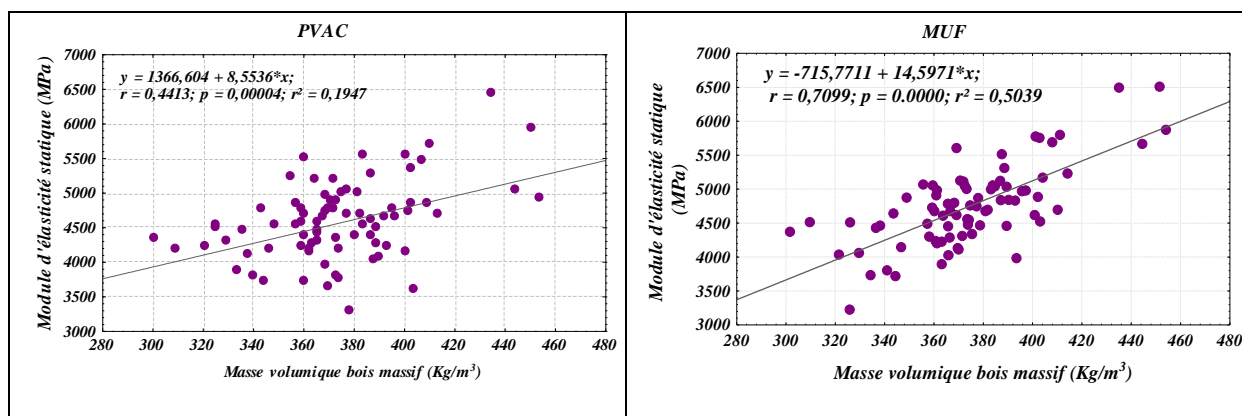 PVAC
y = 1366,604 + 8,5536*x;
r = 0,4413; p = 0,00004; r² = 0,1947
Module d'élasticité statique (MPa)
7000
6500
6000
5500
5000
4500
4000
3500
3000
280 300 320 340 360 380 400 420 440 460 480
Masse volumique bois massif (Kg/m³)
MUF
y = -715,7711 + 14,5971*x;
r = 0,7099; p = 0.0000; r² = 0,5039
Module d'élasticité statique
(MPa)
7000
6500
6000
5500
5000
4500
4000
3500
3000
280 300 320 340 360 380 400 420 440 460 480
Masse volumique bois massif (Kg/m³)